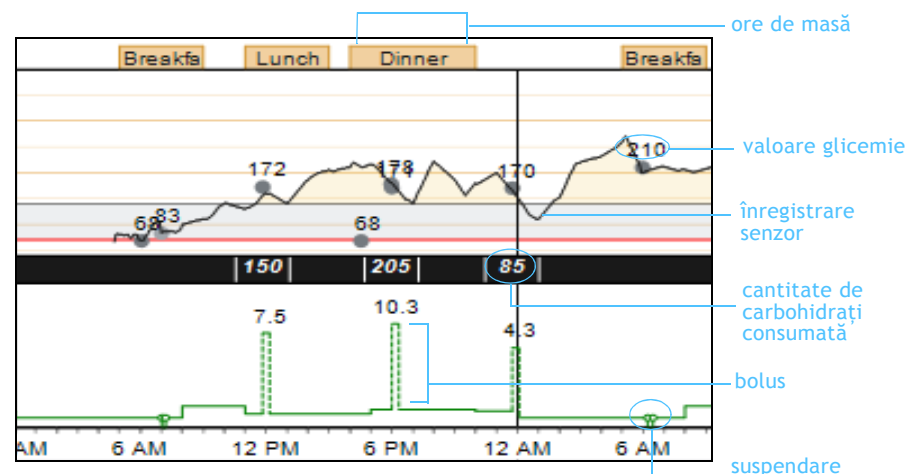 ore de masă
Breakfa Lunch Dinner Breakfa
210
valoare glicemie
172 170
68 83
68
înregistrare
senzor
150 205 85
cantitate de
carbohidrați
consumată
7.5 10.3 4.3
bolus
AM 6 AM 12 PM 6 PM 12 AM 6 AM
suspendare